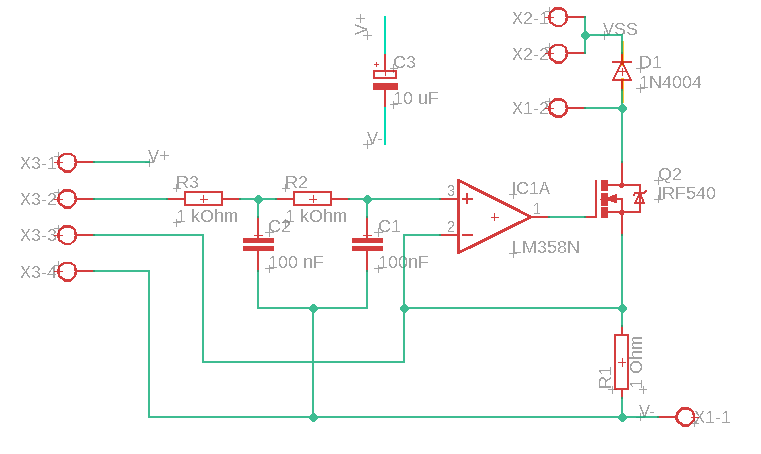 X2-1
VSS
X2-2
V+
C3
10 uF
V-
D1
1N4004
X1-2
X3-1
V+
Q2
IRF540
X3-2
R3
1 kOhm
R2
1 kOhm
3
IC1A
1
2
LM358N
X3-3
C2
100 nF
C1
100nF
X3-4
R1
1 Ohm
V-
X1-1